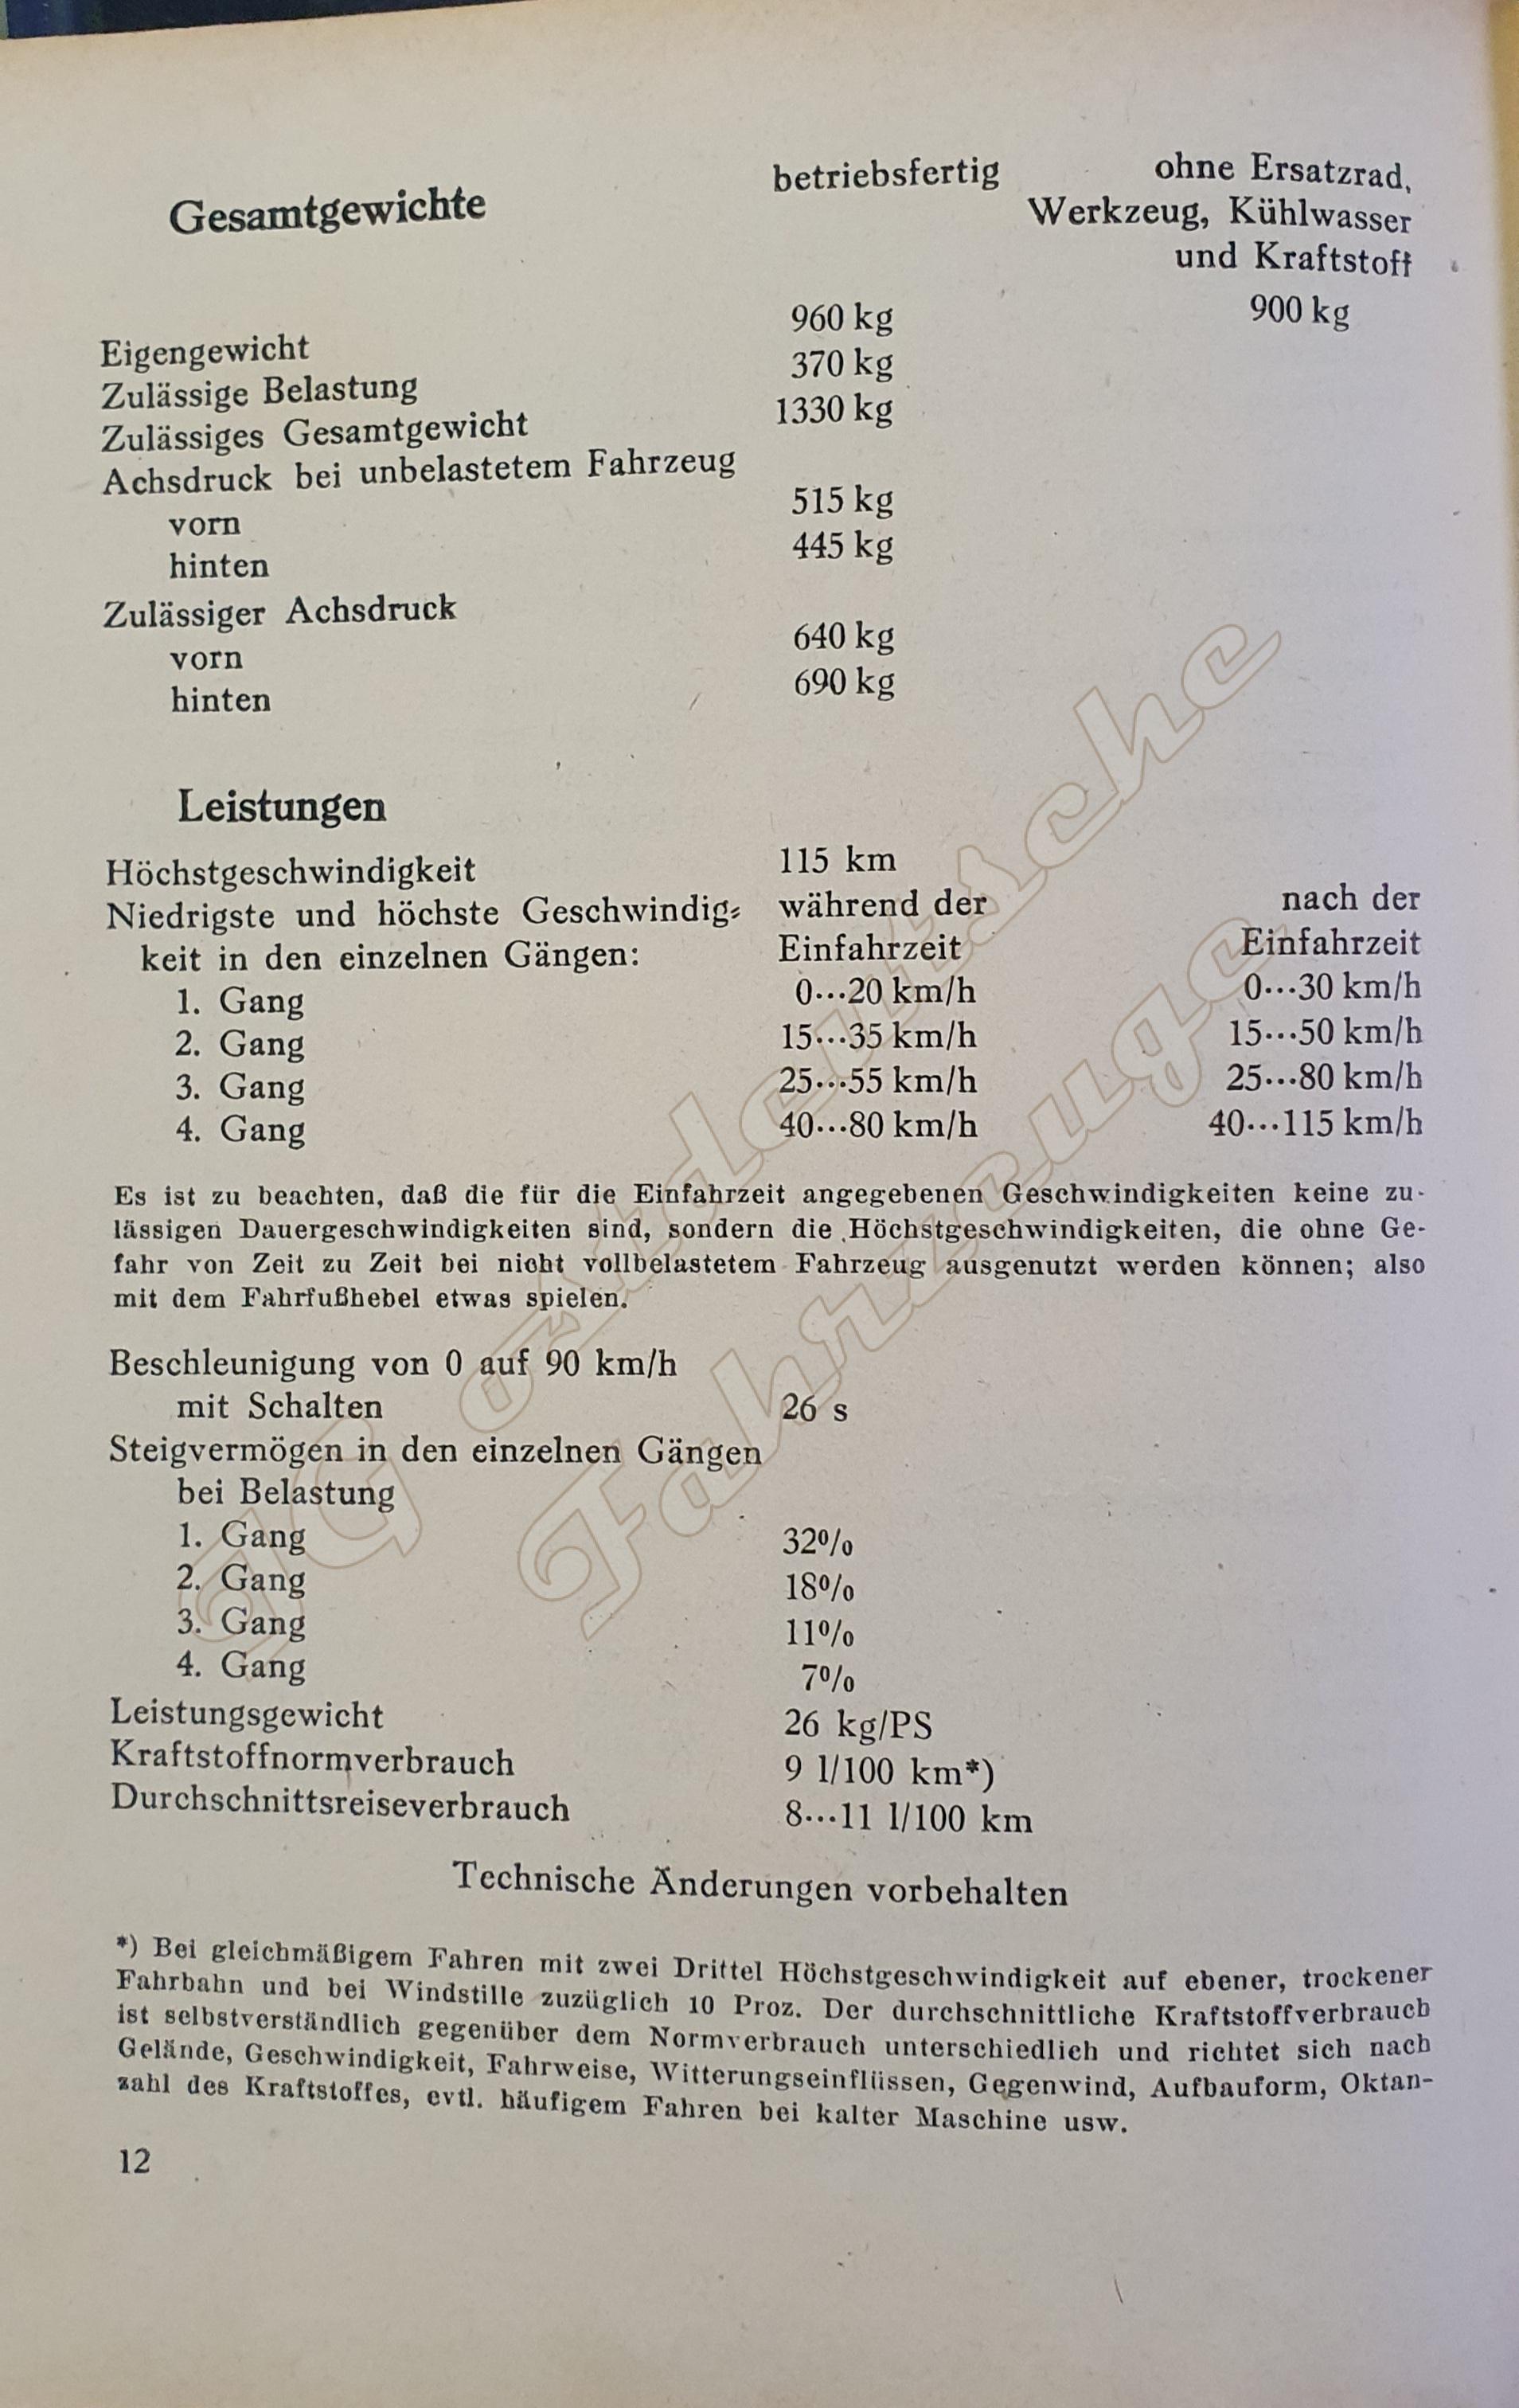 Gesamtgewichte betriebsfertig ohne Ersatzrad,
Werkzeug, Kühlwasser
und Kraftstoff
Eigengewicht 960 kg 900 kg
Zulässige Belastung 370 kg
Zulässiges Gesamtgewicht 1330 kg
Achsdruck bei unbelastetem Fahrzeug
vorn 515 kg
hinten 445 kg
Zulässiger Achsdruck
vorn 640 kg
hinten 690 kg
Leistungen
Höchstgeschwindigkeit 115 km
Niedrigste und höchste Geschwindig- während der nach der
keit in den einzelnen Gängen: Einfahrzeit Einfahrzeit
1. Gang 0...20 km/h 0...30 km/h
2. Gang 15...35 km/h 15...50 km/h
3. Gang 25...55 km/h 25...80 km/h
4. Gang 40...80 km/h 40...115 km/h
Es ist zu beachten, daß die für die Einfahrzeit angegebenen Geschwindigkeiten keine zu-
lässigen Dauergeschwindigkeiten sind, sondern die Höchstgeschwindigkeiten, die ohne Ge-
fahr von Zeit zu Zeit bei nicht vollbelastetem Fahrzeug ausgenutzt werden können; also
mit dem Fahrfußhebel etwas spielen.
Beschleunigung von 0 auf 90 km/h
mit Schalten 26 s
Steigvermögen in den einzelnen Gängen
bei Belastung
1. Gang 32%
2. Gang 18%
3. Gang 11%
4. Gang 7%
Leistungsgewicht 26 kg/PS
Kraftstoffnormverbrauch 9 l/100 km*)
Durchschnittsreiseverbrauch 8...11 l/100 km
Technische Änderungen vorbehalten
*) Bei gleichmäßigem Fahren mit zwei Drittel Höchstgeschwindigkeit auf ebener, trockener
Fahrbahn und bei Windstille zuzüglich 10 Proz. Der durchschnittliche Kraftstoffverbrauch
ist selbstverständlich gegenüber dem Normverbrauch unterschiedlich und richtet sich nach
Gelände, Geschwindigkeit, Fahrweise, Witterungseinflüssen, Gegenwind, Aufbauform, Oktan-
zahl des Kraftstoffes, evtl. häufigem Fahren bei kalter Maschine usw.
12
IG Ostdeutsche
Fahrzeuge